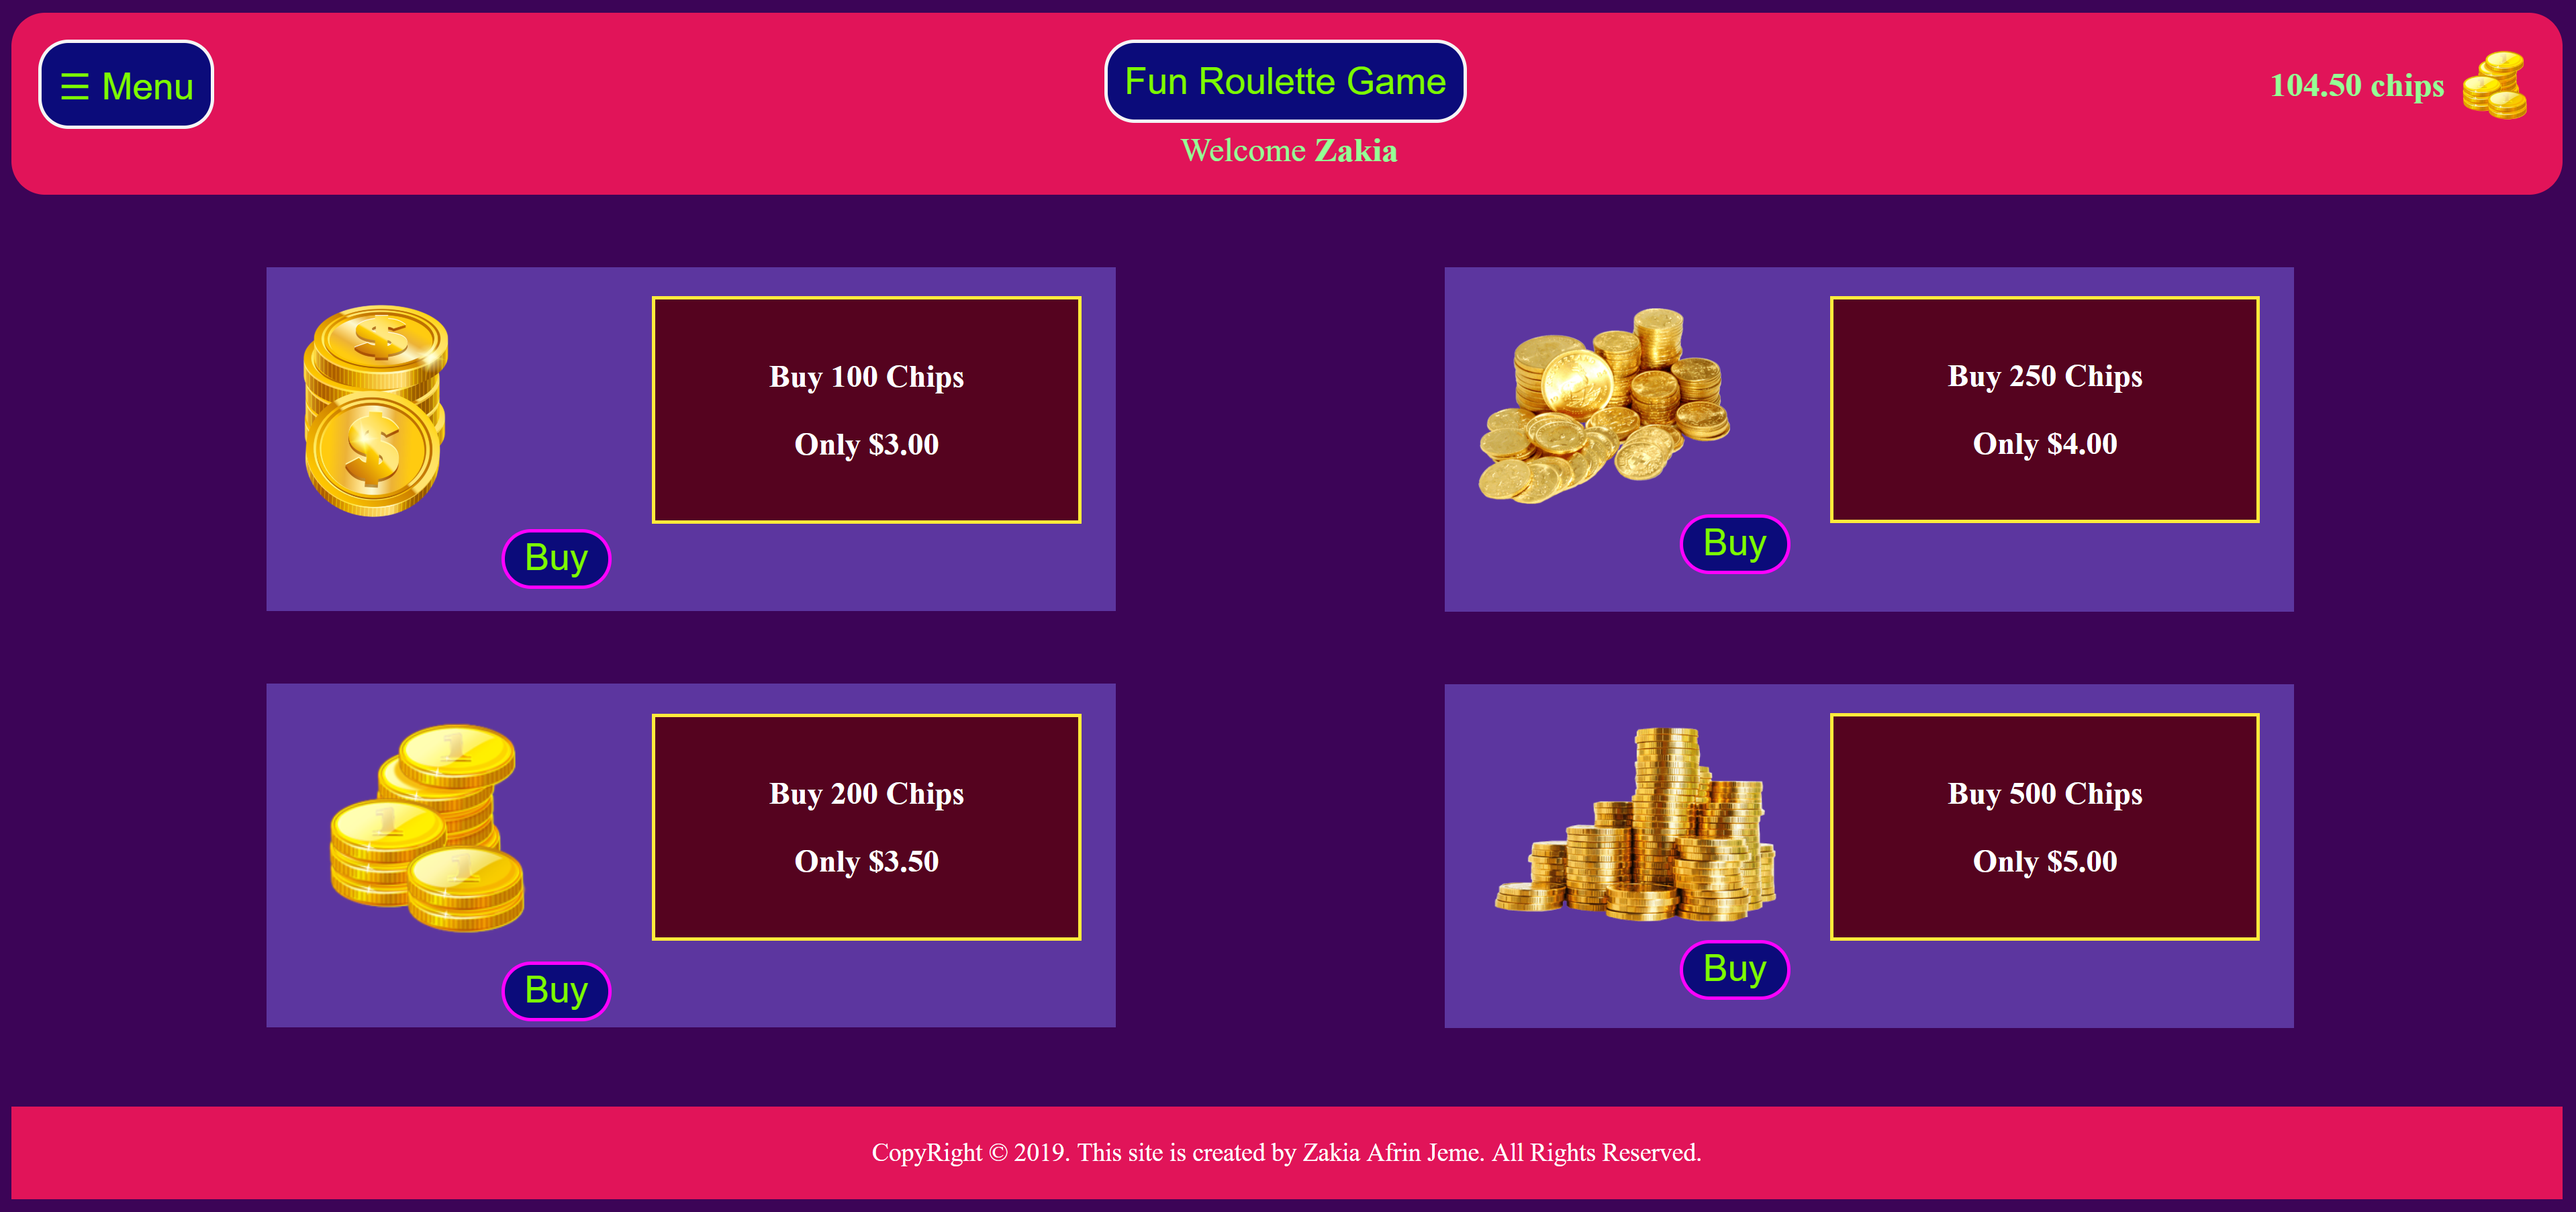 ☰ Menu
Fun Roulette Game
104.50 chips
Welcome Zakia
Buy 100 Chips
Only $3.00
Buy
Buy 250 Chips
Only $4.00
Buy
Buy 200 Chips
Only $3.50
Buy
Buy 500 Chips
Only $5.00
Buy
CopyRight © 2019. This site is created by Zakia Afrin Jeme. All Rights Reserved.